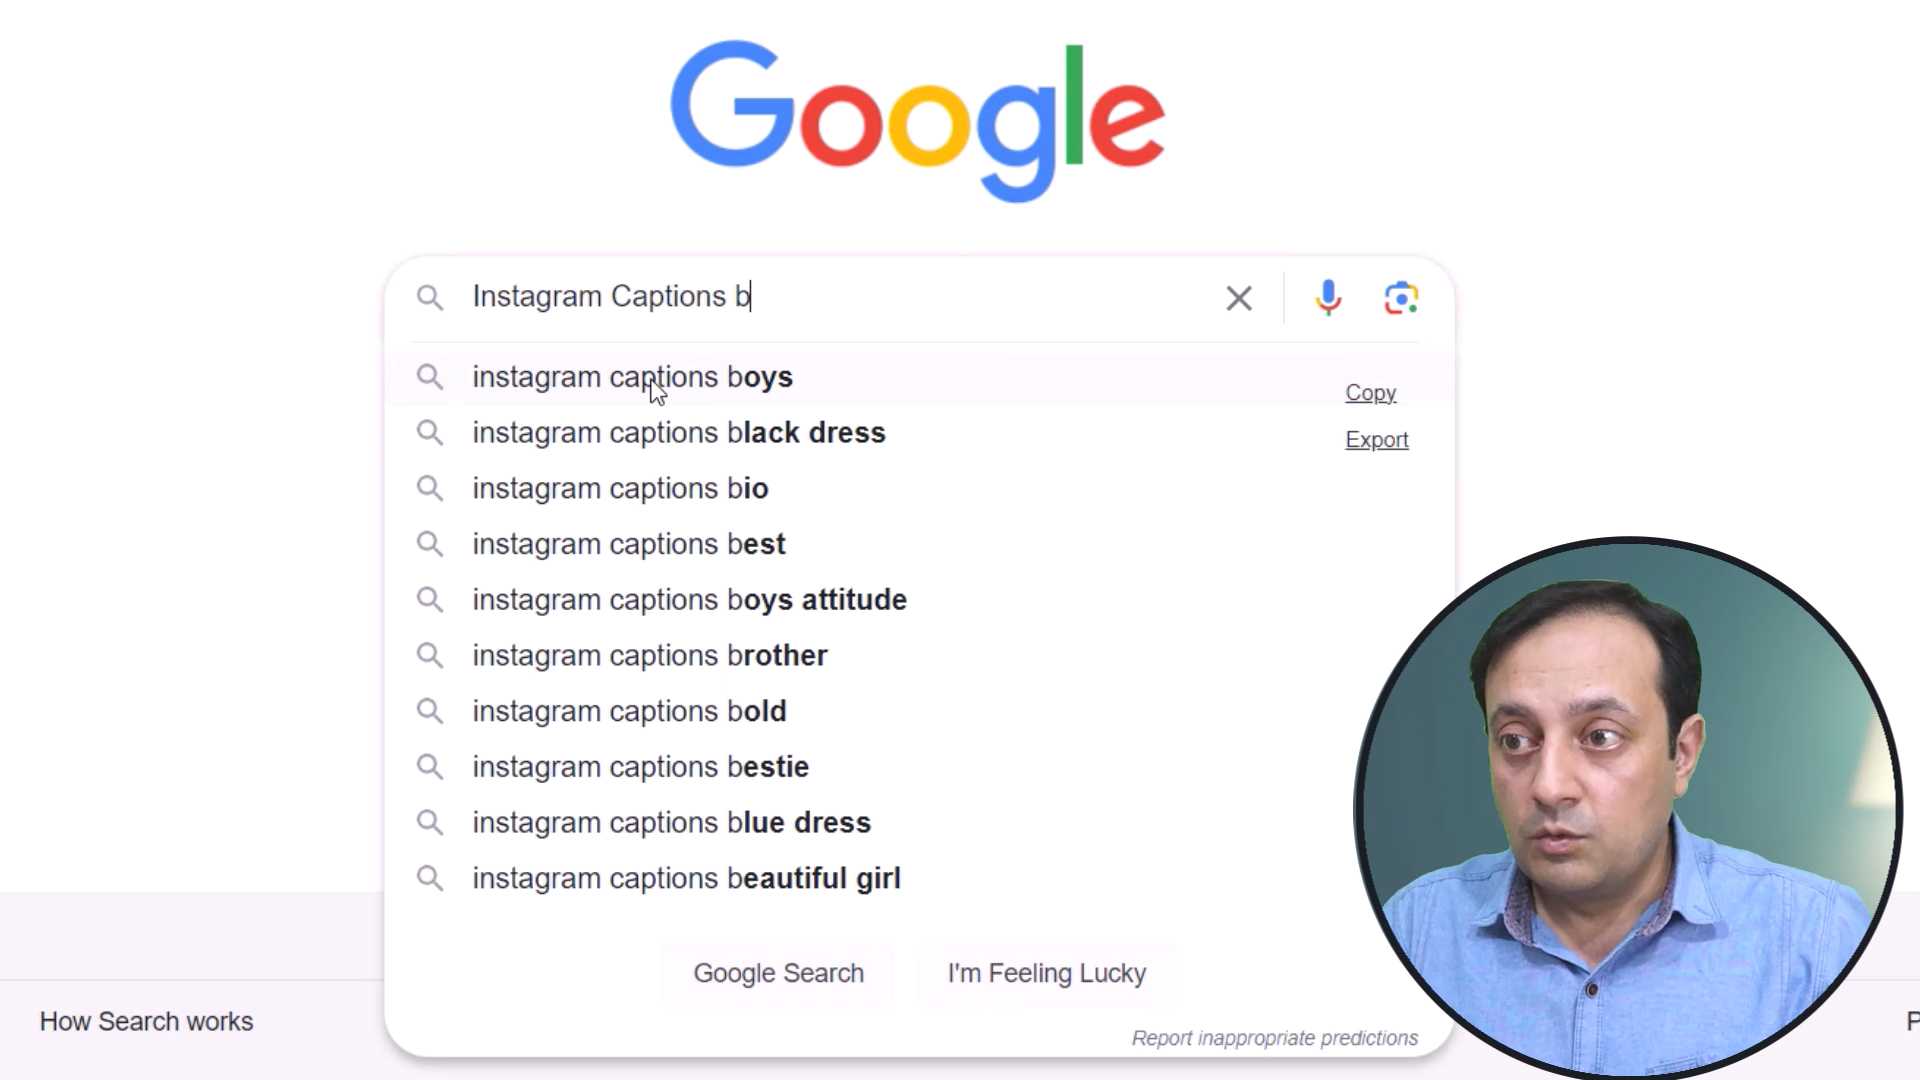 Google
Instagram Captions b
instagram captions boys
Copy
instagram captions black dress
Export
instagram captions bio
instagram captions best
instagram captions boys attitude
instagram captions brother
instagram captions bold
instagram captions bestie
instagram captions blue dress
instagram captions beautiful girl
Google Search
I'm Feeling Lucky
How Search works
Report inappropriate predictions